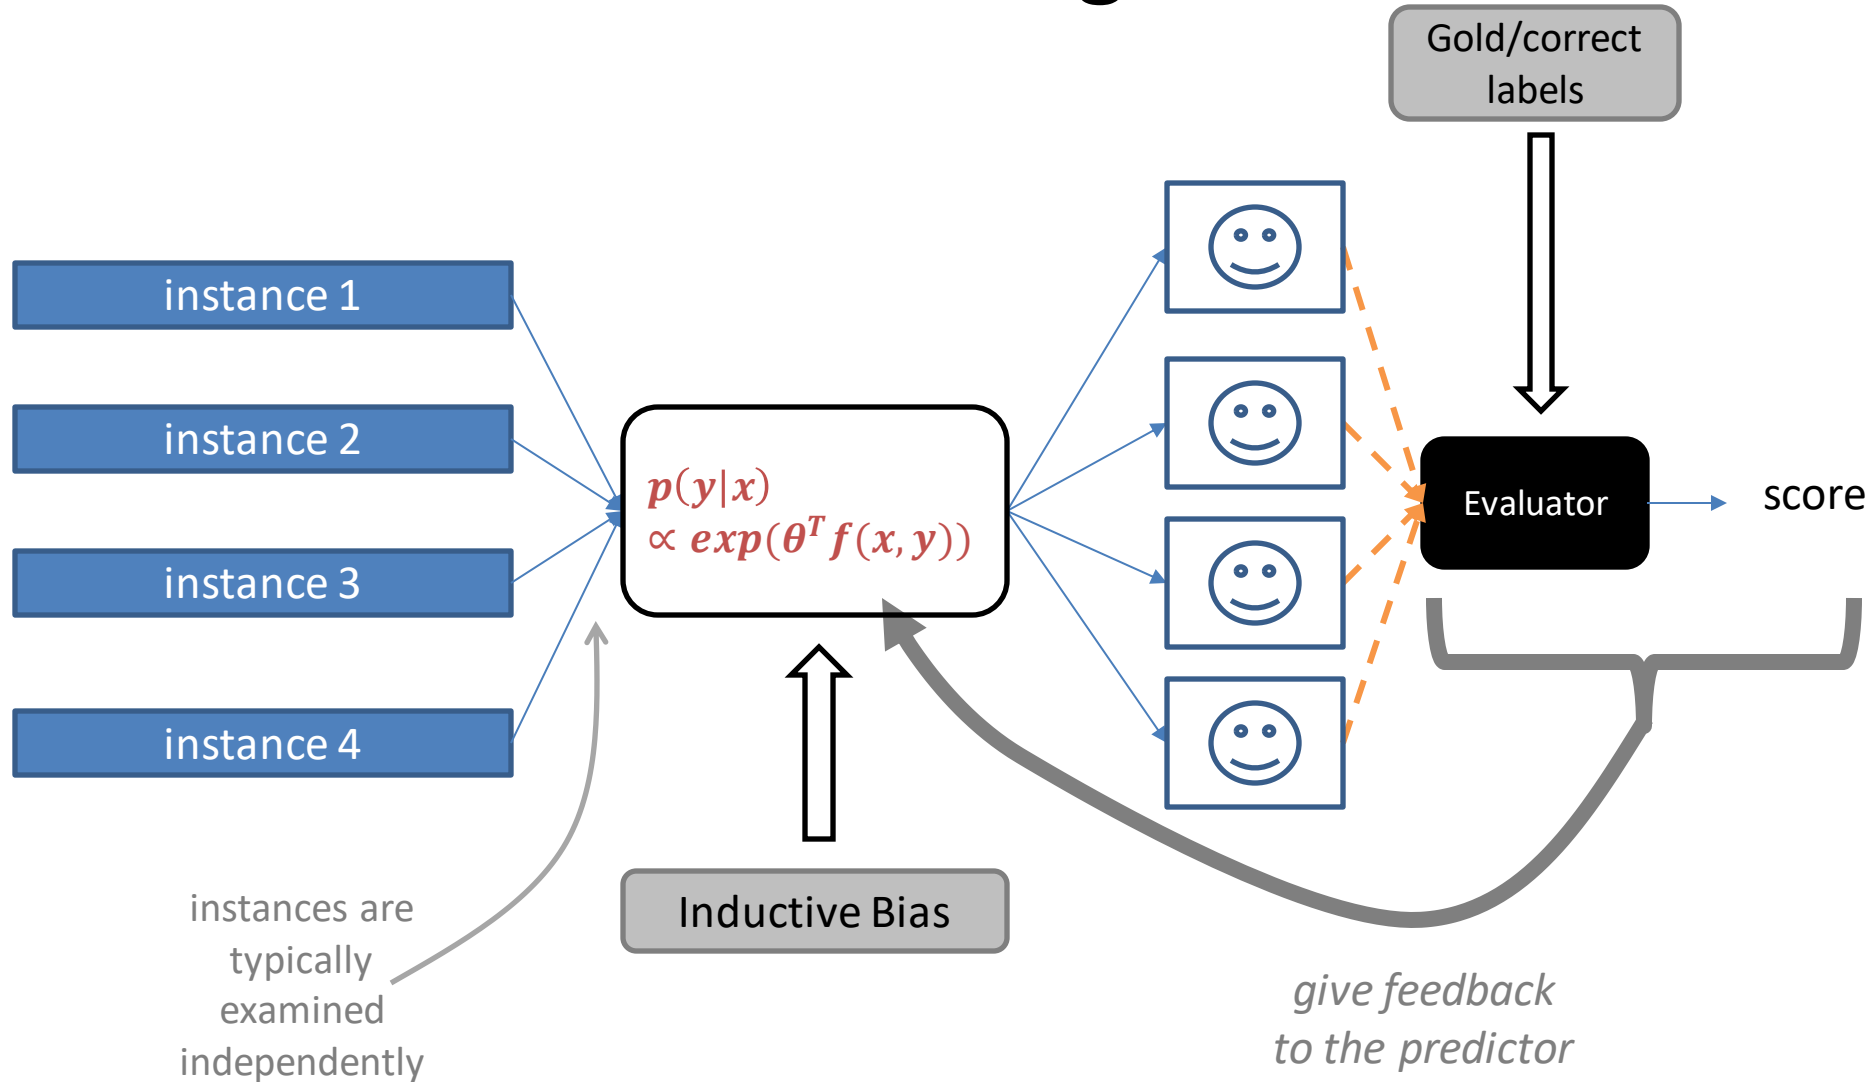 Gold/correct
labels
instance 1
instance 2
instance 3
instance 4
p(y|x)
∝ exp(θᵀ f(x, y))
Evaluator
score
Inductive Bias
instances are
typically
examined
independently
give feedback
to the predictor